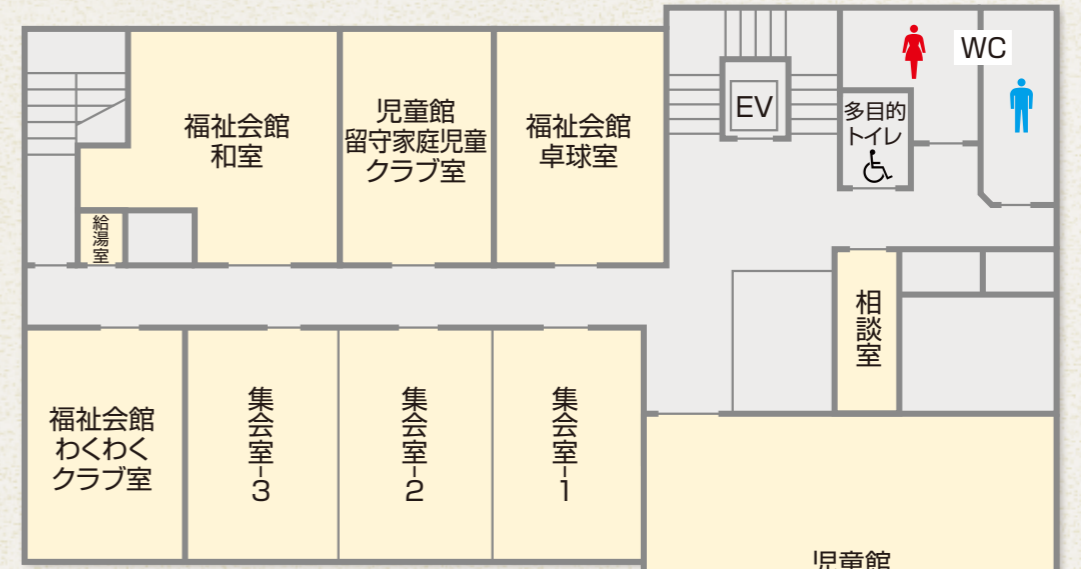 福祉会館
和室
児童館
留守家庭児童
クラブ室
福祉会館
卓球室
EV
WC
多目的
トイレ
給湯室
相談室
福祉会館
わくわく
クラブ室
集会室-3
集会室-2
集会室-1
児童館